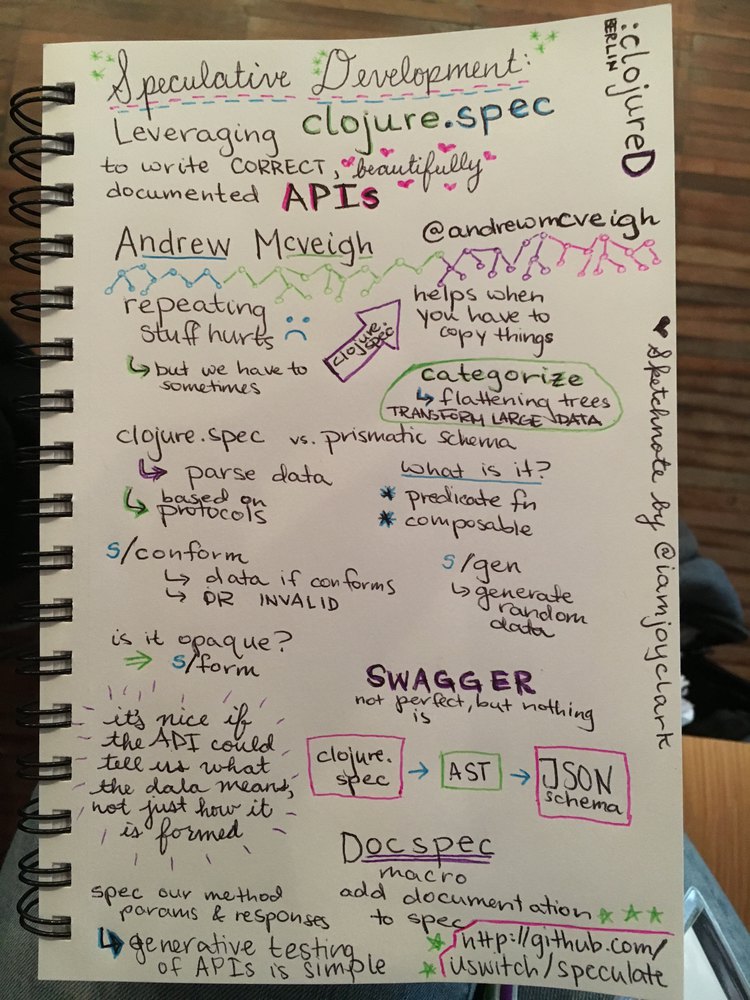 Speculative Development:
Leveraging clojure.spec
to write CORRECT, beautifully
documented APIs
:clojureD
BERLIN
Andrew Mcveigh
@andrewmcveigh
repeating
stuff hurts
but we have to
sometimes
clojure.
spec
helps when
you have to
copy things
categorize
flattening trees
TRANSFORM LARGE DATA
clojure.spec vs. prismatic schema
parse data
based on
protocols
what is it?
predicate fn
composable
s/conform
data if conforms
OR INVALID
s/gen
generate
random
data
is it opaque?
s/form
SWAGGER
not perfect, but nothing
is
it's nice if
the API could
tell us what
the data means,
not just how it
is formed
clojure.
spec
AST
JSON
schema
Docspec
macro
add documentation
to spec
spec our method
params & responses
generative testing
of APIs is simple
http://github.com/
uswitch/speculate
Sketchnote by @iamjoyclark